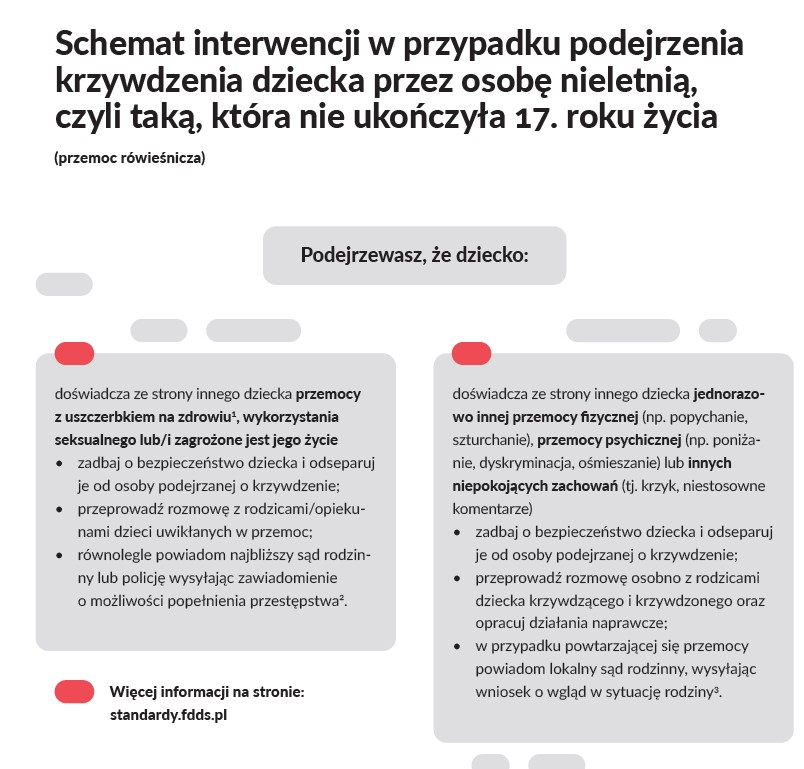 Schemat interwencji w przypadku podejrzenia
krzywdzenia dziecka przez osobę nieletnią,
czyli taką, która nie ukończyła 17. roku życia
(przemoc rówieśnicza)
Podejrzewasz, że dziecko:
doświadcza ze strony innego dziecka przemocy
z uszczerbkiem na zdrowiu¹, wykorzystania
seksualnego lub/i zagrożone jest jego życie
• zadbaj o bezpieczeństwo dziecka i odseparuj
je od osoby podejrzanej o krzywdzenie;
• przeprowadź rozmowę z rodzicami/opieku-
nami dzieci uwikłanych w przemoc;
• równolegle powiadom najbliższy sąd rodzin-
ny lub policję wysyłając zawiadomienie
o możliwości popełnienia przestępstwa².
Więcej informacji na stronie:
standardy.fdds.pl
doświadcza ze strony innego dziecka jednorazo-
wo innej przemocy fizycznej (np. popychanie,
szturchanie), przemocy psychicznej (np. poniża-
nie, dyskryminacja, ośmieszanie) lub innych
niepokojących zachowań (tj. krzyk, niestosowne
komentarze)
• zadbaj o bezpieczeństwo dziecka i odseparuj
je od osoby podejrzanej o krzywdzenie;
• przeprowadź rozmowę osobno z rodzicami
dziecka krzywdzącego i krzywdzonego oraz
opracuj działania naprawcze;
• w przypadku powtarzającej się przemocy
powiadom lokalny sąd rodzinny, wysyłając
wniosek o wgląd w sytuację rodziny³.